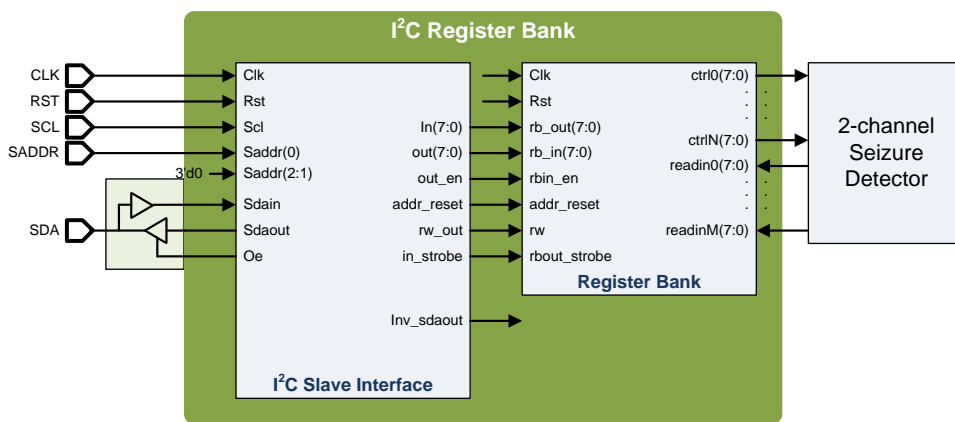 I²C Register Bank
CLK
RST
SCL
SADDR
3'd0
SDA
Clk
Rst
Scl
Saddr(0)
Saddr(2:1)
Sdain
Sdaout
Oe
In(7:0)
out(7:0)
out_en
addr_reset
rw_out
in_strobe
Inv_sdaout
I²C Slave Interface
Clk
Rst
rb_out(7:0)
rb_in(7:0)
rbin_en
addr_reset
rw
rbout_strobe
ctrl0(7:0)
ctrlN(7:0)
readin0(7:0)
readinM(7:0)
Register Bank
2-channel
Seizure
Detector